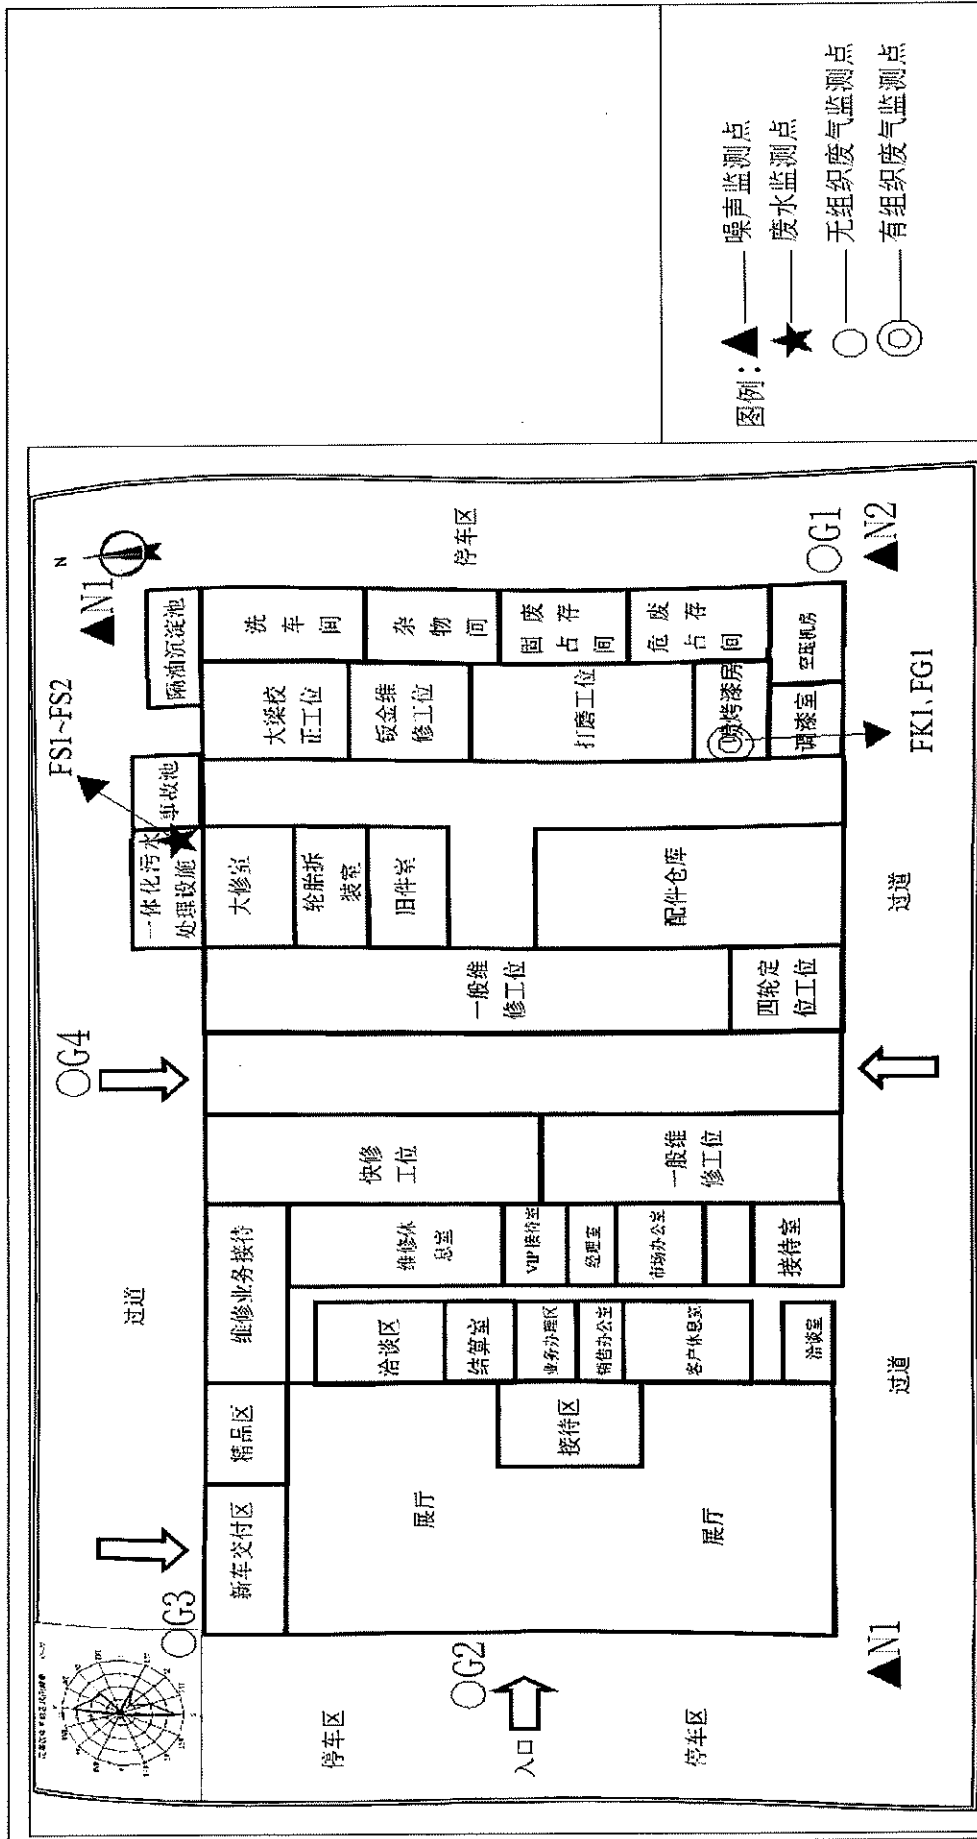 N
▲N1
FS1~FS2
○G4
过道
○G3
隔油沉淀池
事故池
一体化污水
处理设施
洗车间
杂物间
固废
占存
间
危废
占存
间
空压机房
停车区
○G1
▲N2
大梁校
正工位
钣金维
修工位
打磨工位
喷烤漆房
调漆室
FK1、FG1
大修室
轮胎拆
装室
旧件室
配件仓库
过道
一般维
修工位
四轮定
位工位
快修
工位
一般维
修工位
维修业务接待
维修休
息室
VIP接待室
经理室
市场办公室
接待室
洽谈区
结算室
业务办理区
销售办公室
客户休息室
洽谈室
过道
精品区
新车交付区
接待区
展厅
展厅
○G2
入口
停车区
停车区
▲N1
图例：
噪声监测点
废水监测点
无组织废气监测点
有组织废气监测点